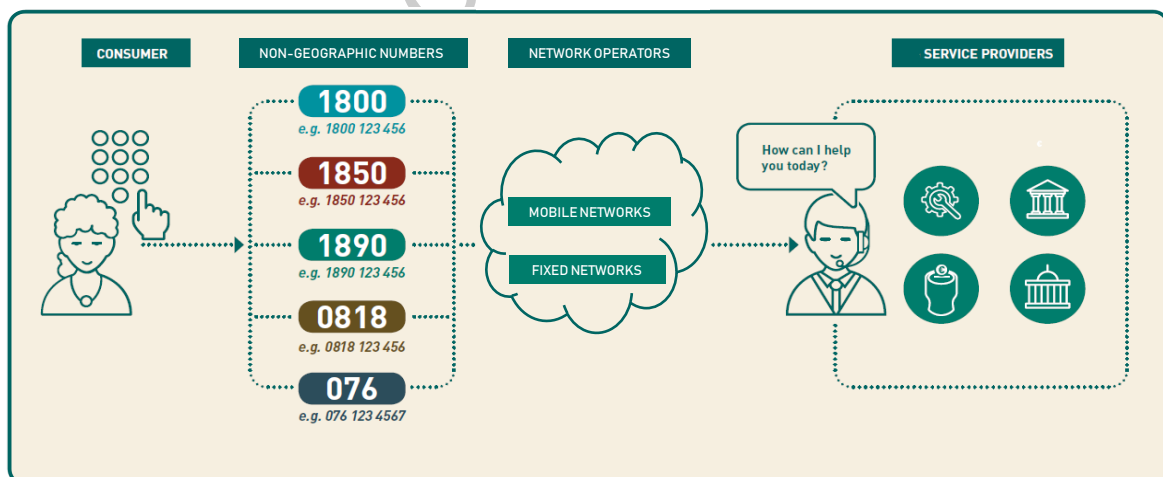 CONSUMER
NON-GEOGRAPHIC NUMBERS
NETWORK OPERATORS
SERVICE PROVIDERS
1800
e.g. 1800 123 456
1850
e.g. 1850 123 456
1890
e.g. 1890 123 456
0818
e.g. 0818 123 456
076
e.g. 076 123 4567
MOBILE NETWORKS
FIXED NETWORKS
How can I help
you today?